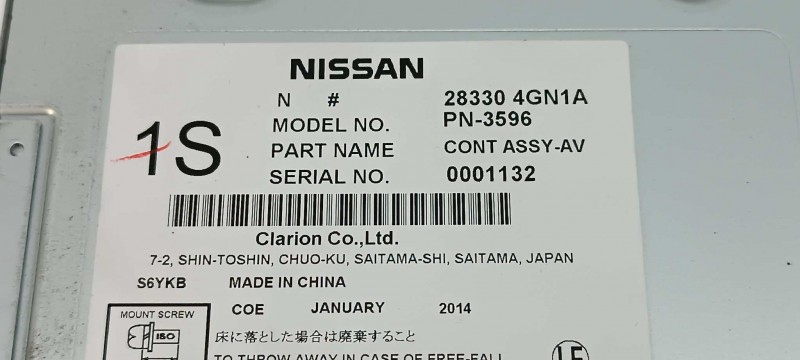 NISSAN
N # 28330 4GN1A
MODEL NO. PN-3596
1S
PART NAME CONT ASSY-AV
SERIAL NO. 0001132
Clarion Co.,Ltd.
7-2, SHIN-TOSHIN, CHUO-KU, SAITAMA-SHI, SAITAMA, JAPAN
S6YKB MADE IN CHINA
COE JANUARY 2014
MOUNT SCREW
ISO
床に落とした場合は廃棄すること
TO THROW AWAY IN CASE OF FREE-FALL